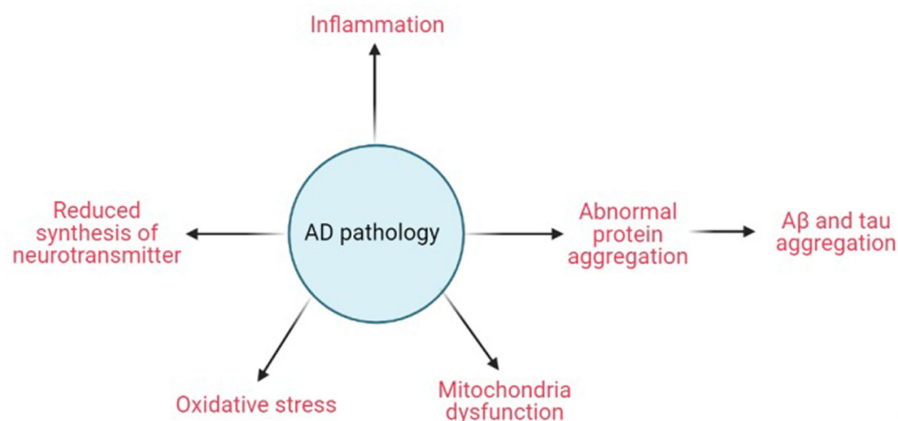 Inflammation
Reduced
synthesis of
neurotransmitter
AD pathology
Abnormal
protein
aggregation
Aβ and tau
aggregation
Oxidative stress
Mitochondria
dysfunction